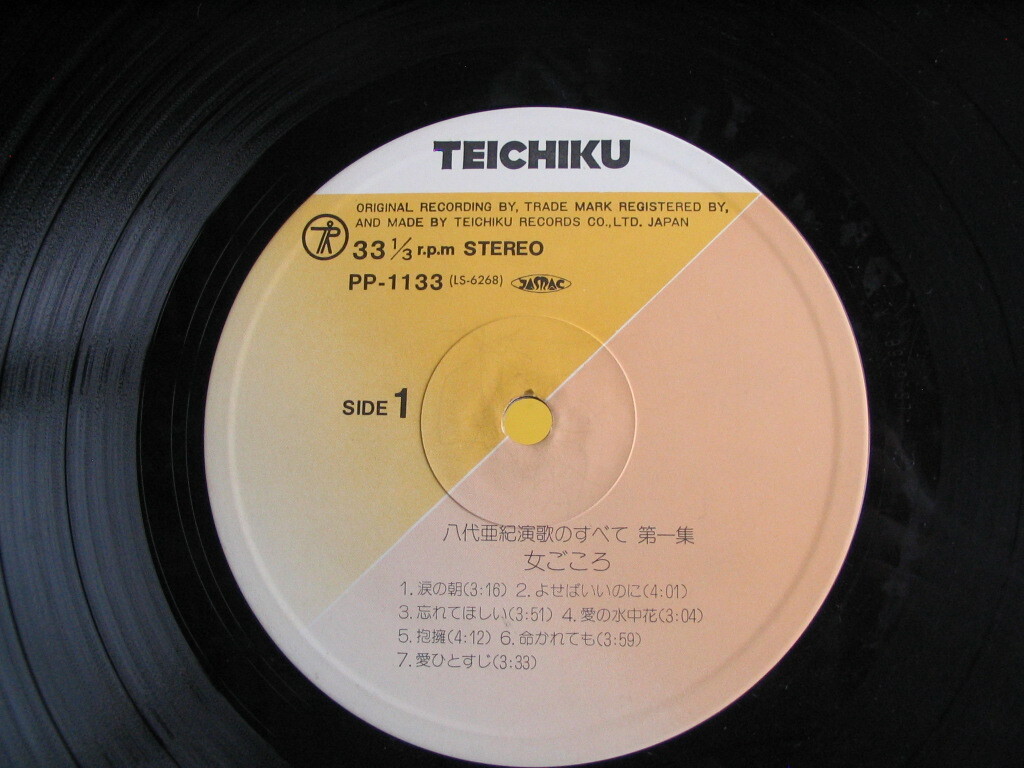 TEICHIKU
ORIGINAL RECORDING BY, TRADE MARK REGISTERED BY,
AND MADE BY TEICHIKU RECORDS CO.,LTD. JAPAN
33 1/3 r.p.m STEREO
PP-1133 (LS-6268) JASRAC
SIDE 1
八代亜紀演歌のすべて 第一集
女ごころ
1. 涙の朝(3:16) 2. よせばいいのに(4:01)
3. 忘れてほしい(3:51) 4. 愛の水中花(3:04)
5. 抱擁(4:12) 6. 命かれても(3:59)
7. 愛ひとすじ(3:33)